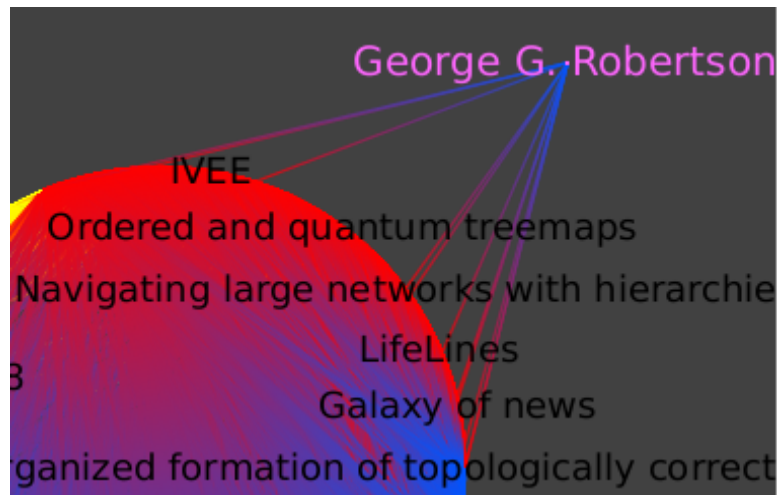 George G. Robertson
IVEE
Ordered and quantum treemaps
Navigating large networks with hierarchie
LifeLines
Galaxy of news
rganized formation of topologically correct